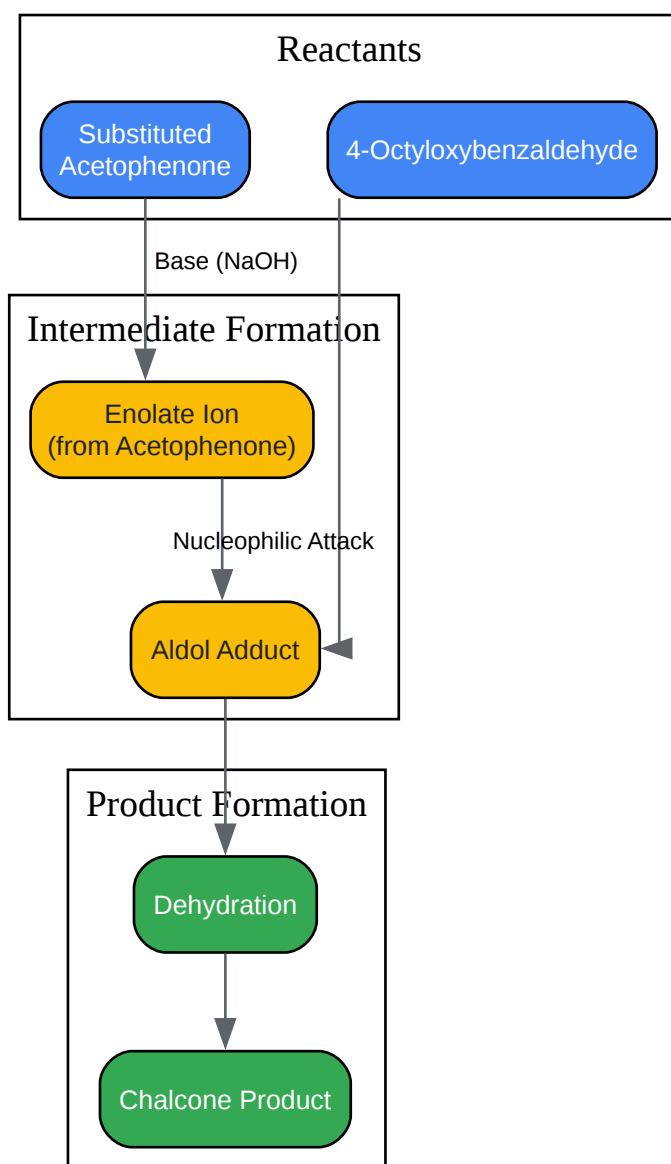 Reactants
Substituted
Acetophenone
4-Octyloxybenzaldehyde
Base (NaOH)
Intermediate Formation
Enolate Ion
(from Acetophenone)
Nucleophilic Attack
Aldol Adduct
Product Formation
Dehydration
Chalcone Product